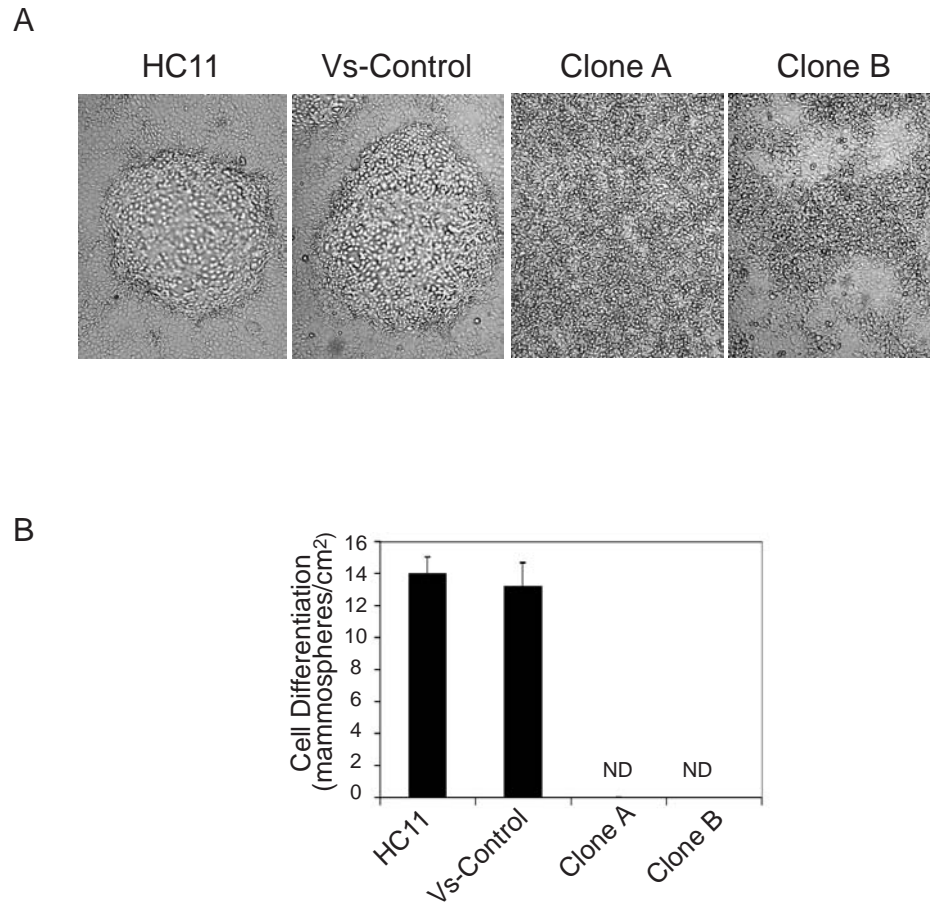 A
HC11 Vs-Control Clone A Clone B
B
Cell Differentiation
(mammospheres/cm²)
16
14
12
10
8
6
4
2
0
ND ND
HC11 Vs-Control Clone A Clone B